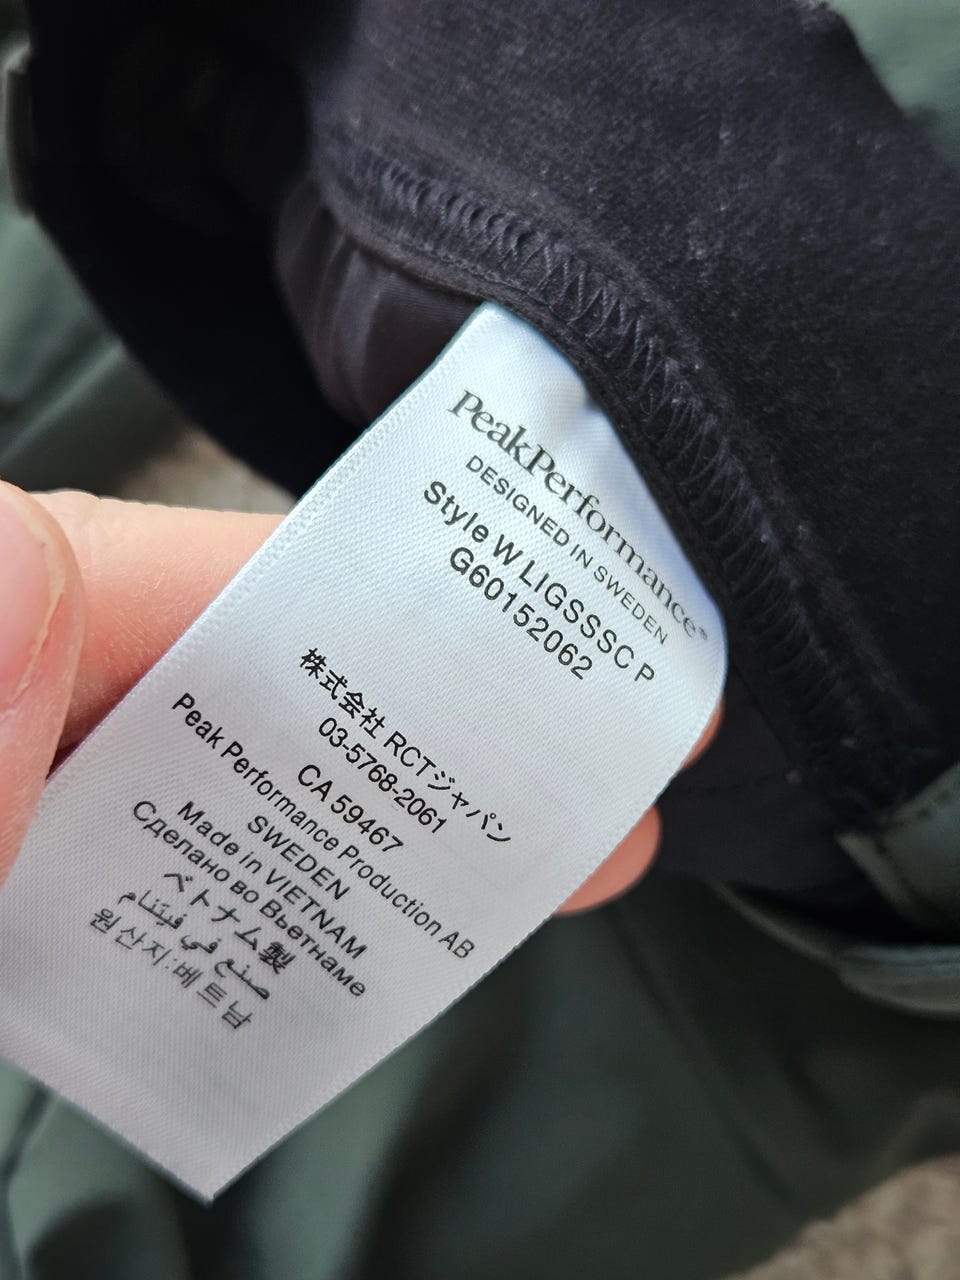 PeakPerformance®
DESIGNED IN SWEDEN
Style W LIGSSSC P
G60152062
株式会社 RCTジャパン
03-5768-2061
CA 59467
Peak Performance Production AB
SWEDEN
Made in VIETNAM
Сделано во Вьетнаме
ベトナム製
صنع في فيتنام
원산지:베트남